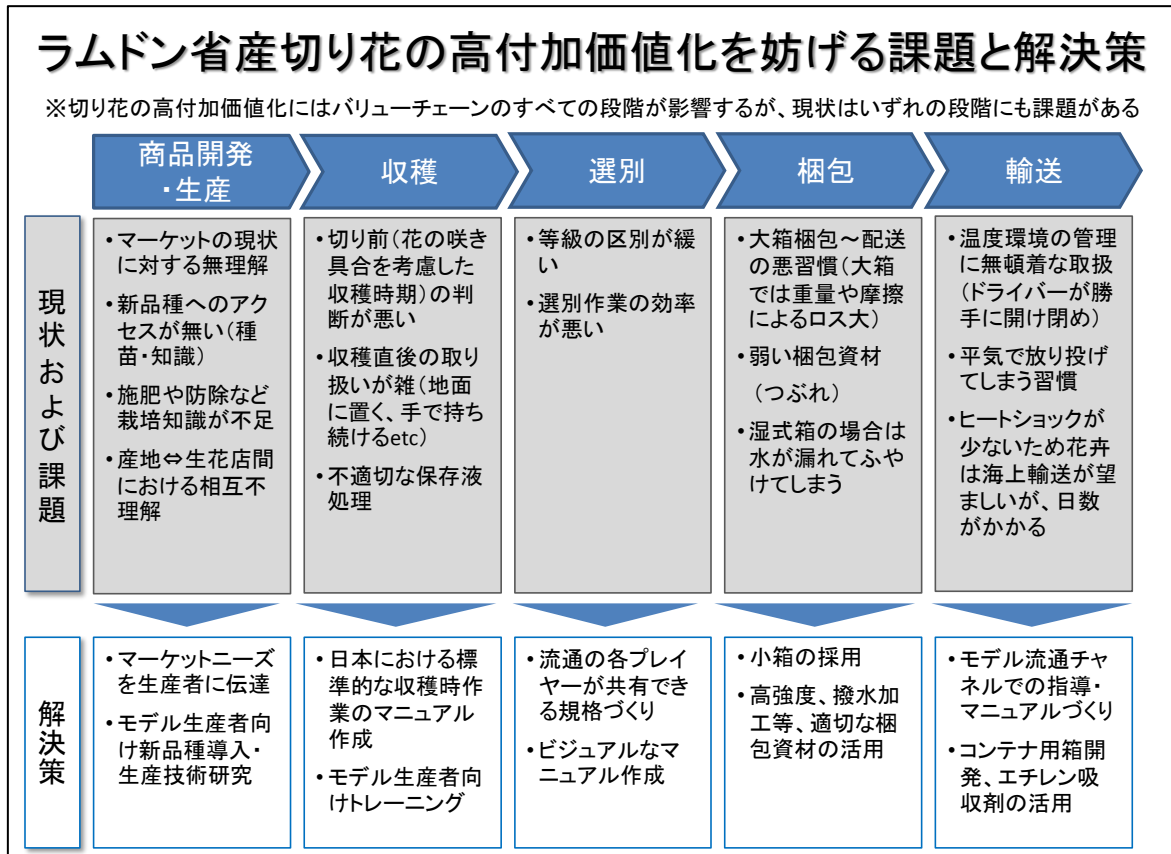 ラムドン省産切り花の高付加価値化を妨げる課題と解決策
※切り花の高付加価値化にはバリューチェーンのすべての段階が影響するが、現状はいずれの段階にも課題がある
商品開発
・生産
収穫
選別
梱包
輸送
現状および課題
•マーケットの現状
に対する無理解
•新品種へのアク
セスが無い(種
苗・知識)
•施肥や防除など
栽培知識が不足
•産地⇔生花店間
における相互不
理解
•切り前(花の咲き
具合を考慮した
収穫時期)の判
断が悪い
•収穫直後の取り
扱いが雑(地面
に置く、手で持ち
続けるetc)
•不適切な保存液
処理
•等級の区別が緩
い
•選別作業の効率
が悪い
•大箱梱包～配送
の悪習慣(大箱
では重量や摩擦
によるロス大)
•弱い梱包資材
(つぶれ)
•湿式箱の場合は
水が漏れてふや
けてしまう
•温度環境の管理
に無頓着な取扱
(ドライバーが勝
手に開け閉め)
•平気で放り投げ
てしまう習慣
•ヒートショックが
少ないため花卉
は海上輸送が望
ましいが、日数
がかかる
解決策
•マーケットニーズ
を生産者に伝達
•モデル生産者向
け新品種導入・
生産技術研究
•日本における標
準的な収穫時作
業のマニュアル
作成
•モデル生産者向
けトレーニング
•流通の各プレイ
ヤーが共有でき
る規格づくり
•ビジュアルなマ
ニュアル作成
•小箱の採用
•高強度、撥水加
工等、適切な梱
包資材の活用
•モデル流通チャ
ネルでの指導・
マニュアルづくり
•コンテナ用箱開
発、エチレン吸
収剤の活用